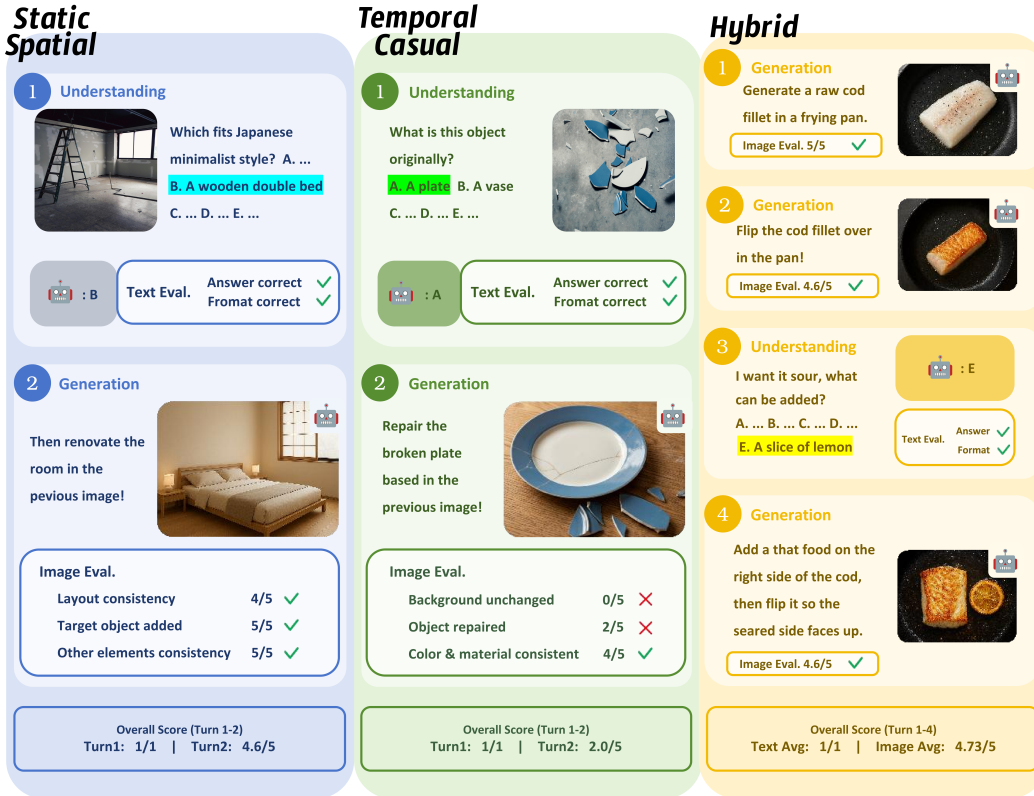 Static
Spatial
1 Understanding
Which fits Japanese
minimalist style? A. ...
B. A wooden double bed
C. ... D. ... E. ...
: B
Text Eval.
Answer correct
Fromat correct
2 Generation
Then renovate the
room in the
pevious image!
Image Eval.
Layout consistency 4/5
Target object added 5/5
Other elements consistency 5/5
Overall Score (Turn 1-2)
Turn1: 1/1 | Turn2: 4.6/5
Temporal
Casual
1 Understanding
What is this object
originally?
A. A plate B. A vase
C. ... D. ... E. ...
: A
Text Eval.
Answer correct
Fromat correct
2 Generation
Repair the
broken plate
based in the
previous image!
Image Eval.
Background unchanged 0/5
Object repaired 2/5
Color & material consistent 4/5
Overall Score (Turn 1-2)
Turn1: 1/1 | Turn2: 2.0/5
Hybrid
1 Generation
Generate a raw cod
fillet in a frying pan.
Image Eval. 5/5
2 Generation
Flip the cod fillet over
in the pan!
Image Eval. 4.6/5
3 Understanding
I want it sour, what
can be added?
A. ... B. ... C. ... D. ...
E. A slice of lemon
: E
Text Eval.
Answer
Format
4 Generation
Add a that food on the
right side of the cod,
then flip it so the
seared side faces up.
Image Eval. 4.6/5
Overall Score (Turn 1-4)
Text Avg: 1/1 | Image Avg: 4.73/5